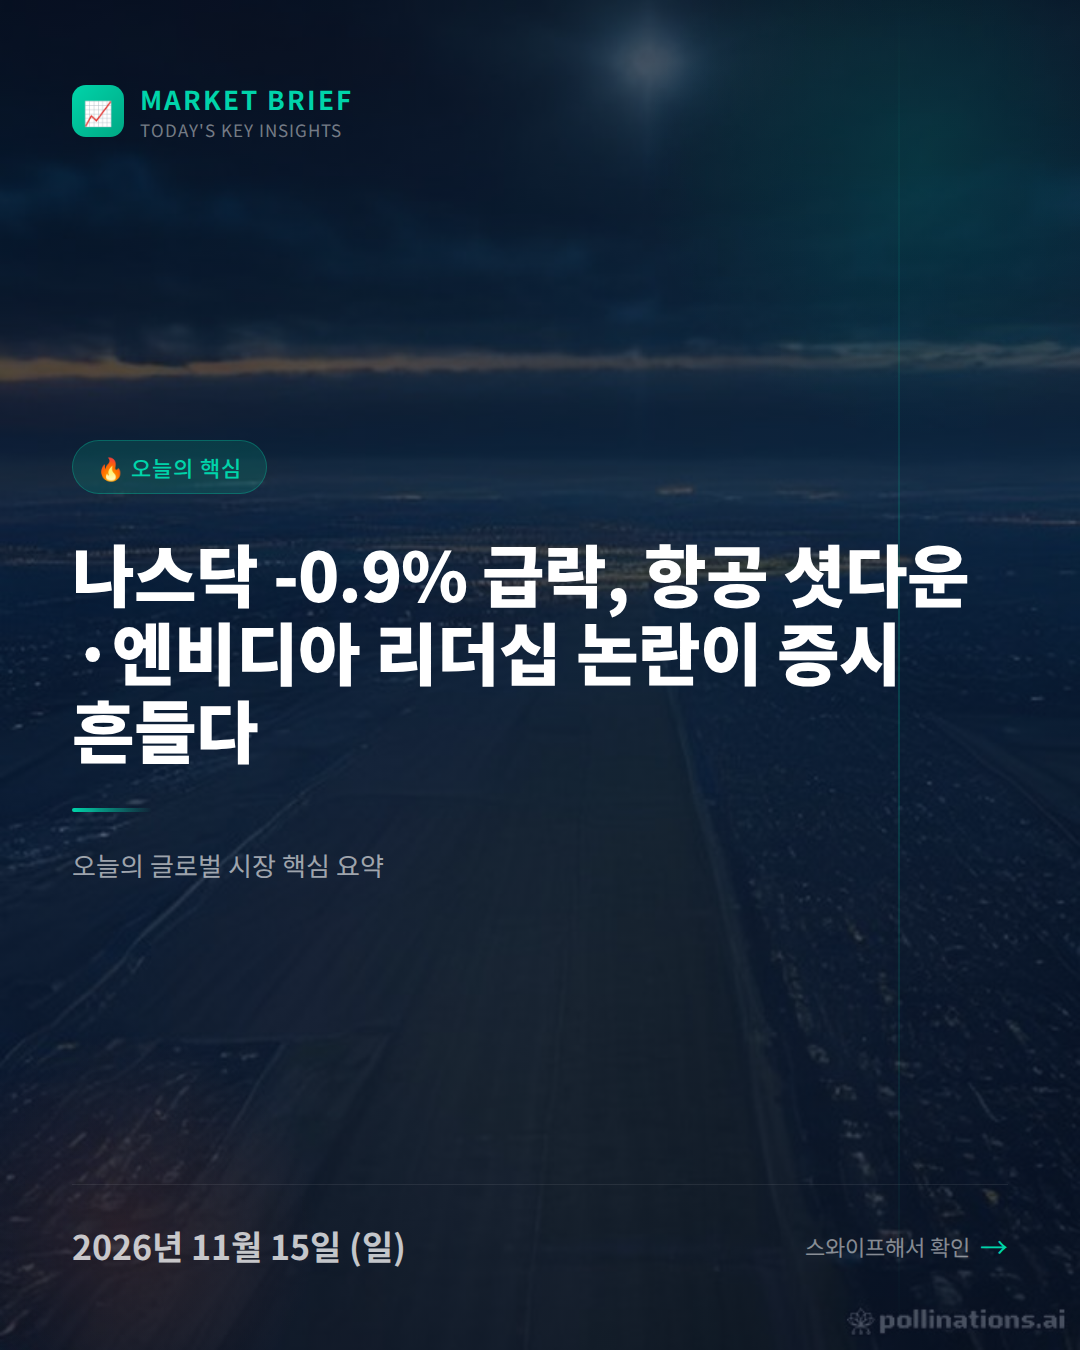 MARKET BRIEF
TODAY'S KEY INSIGHTS
🔥 오늘의 핵심
나스닥 -0.9% 급락, 항공 셧다운
·엔비디아 리더십 논란이 증시
흔들다
오늘의 글로벌 시장 핵심 요약
2026년 11월 15일 (일)
스와이프해서 확인 →
pollinations.ai